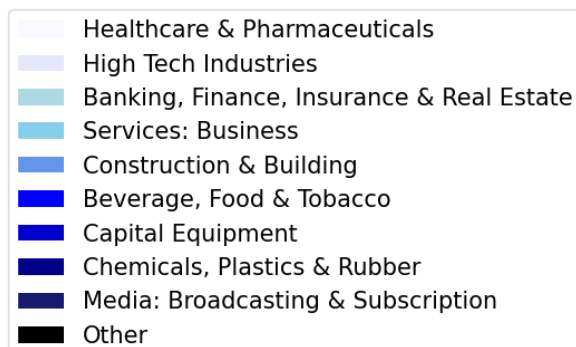 Healthcare & Pharmaceuticals
High Tech Industries
Banking, Finance, Insurance & Real Estate
Services: Business
Construction & Building
Beverage, Food & Tobacco
Capital Equipment
Chemicals, Plastics & Rubber
Media: Broadcasting & Subscription
Other